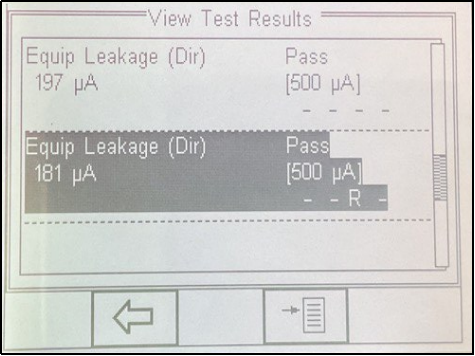 View Test Results
Equip Leakage (Dir) Pass
197 µA [500 µA]
- - - -
Equip Leakage (Dir) Pass
181 µA [500 µA]
- - R -